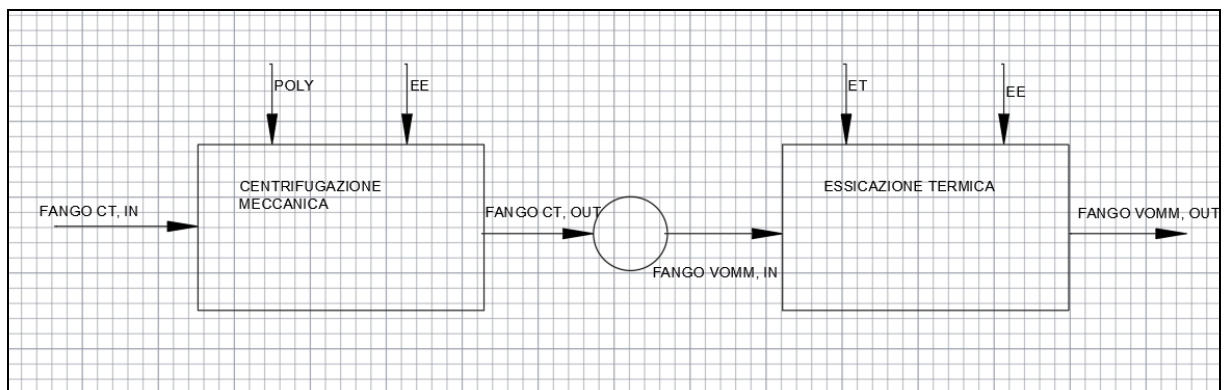 POLY
EE
CENTRIFUGAZIONE
MECCANICA
FANGO CT, IN
FANGO CT, OUT
FANGO VOMM, IN
ET
EE
ESSICAZIONE TERMICA
FANGO VOMM, OUT